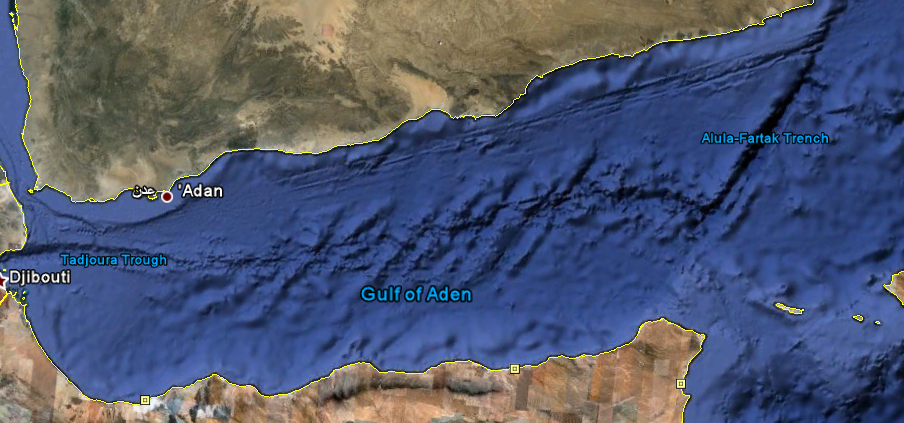 Alula-Fartak Trench
عدن 'Adan
Tadjoura Trough
Djibouti
Gulf of Aden